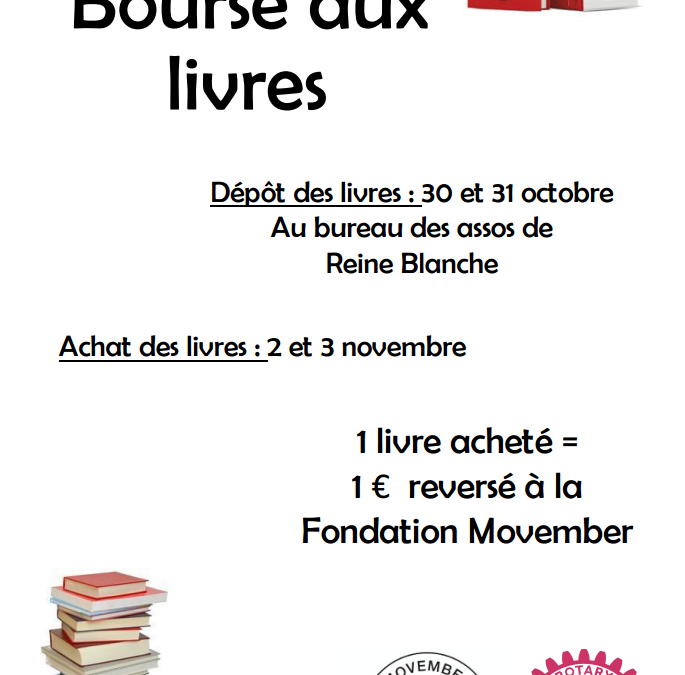 Bourse aux
livres
Dépôt des livres : 30 et 31 octobre
Au bureau des assos de
Reine Blanche
Achat des livres : 2 et 3 novembre
1 livre acheté =
1 € reversé à la
Fondation Movember
ROTARY